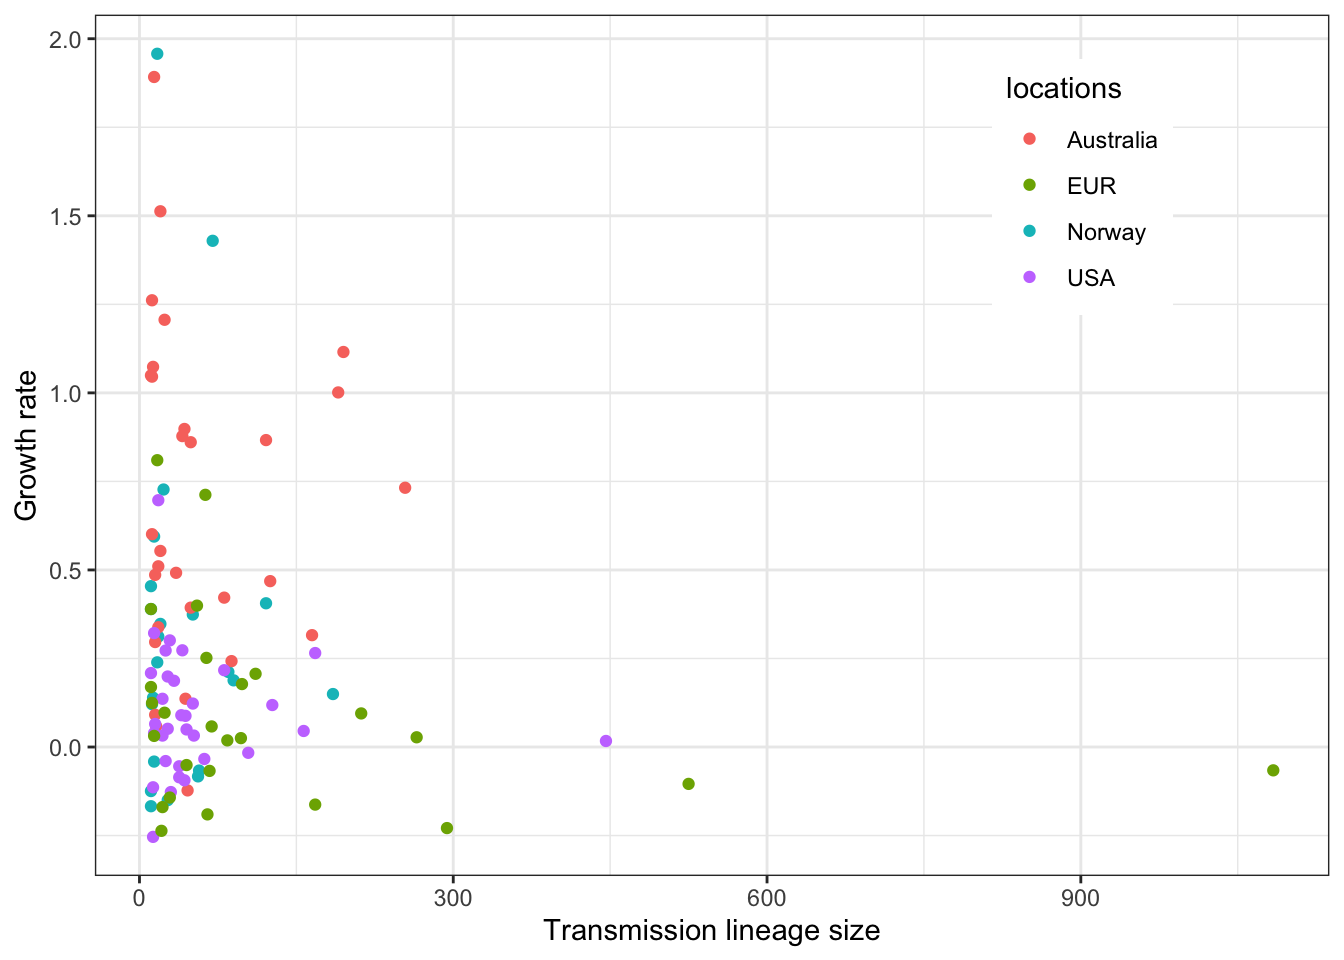 2.0
1.5
1.0
0.5
0.0
Growth rate
locations
Australia
EUR
Norway
USA
0 300 600 900
Transmission lineage size